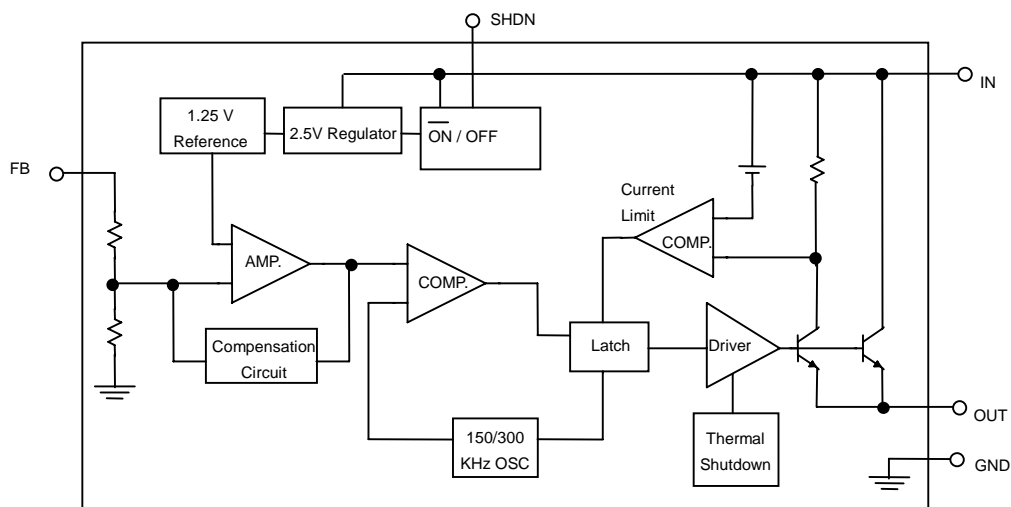 SHDN
IN
1.25 V
Reference
2.5V Regulator
ON / OFF
FB
Current
Limit
COMP.
AMP.
COMP.
Compensation
Circuit
Latch
Driver
OUT
150/300
KHz OSC
Thermal
Shutdown
GND